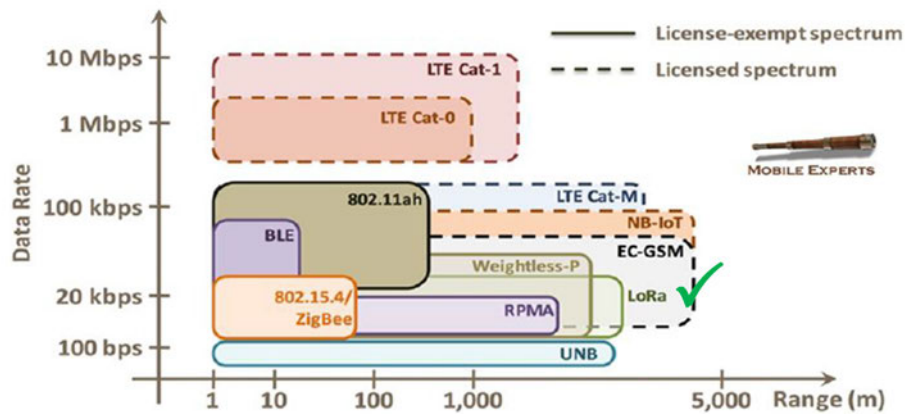 License-exempt spectrum
Licensed spectrum
MOBILE EXPERTS
Data Rate
10 Mbps
1 Mbps
100 kbps
20 kbps
100 bps
LTE Cat-1
LTE Cat-0
802.11ah
LTE Cat-M
NB-IoT
BLE
EC-GSM
Weightless-P
802.15.4/
ZigBee
RPMA
LoRa
UNB
1
10
100
1,000
5,000
Range (m)